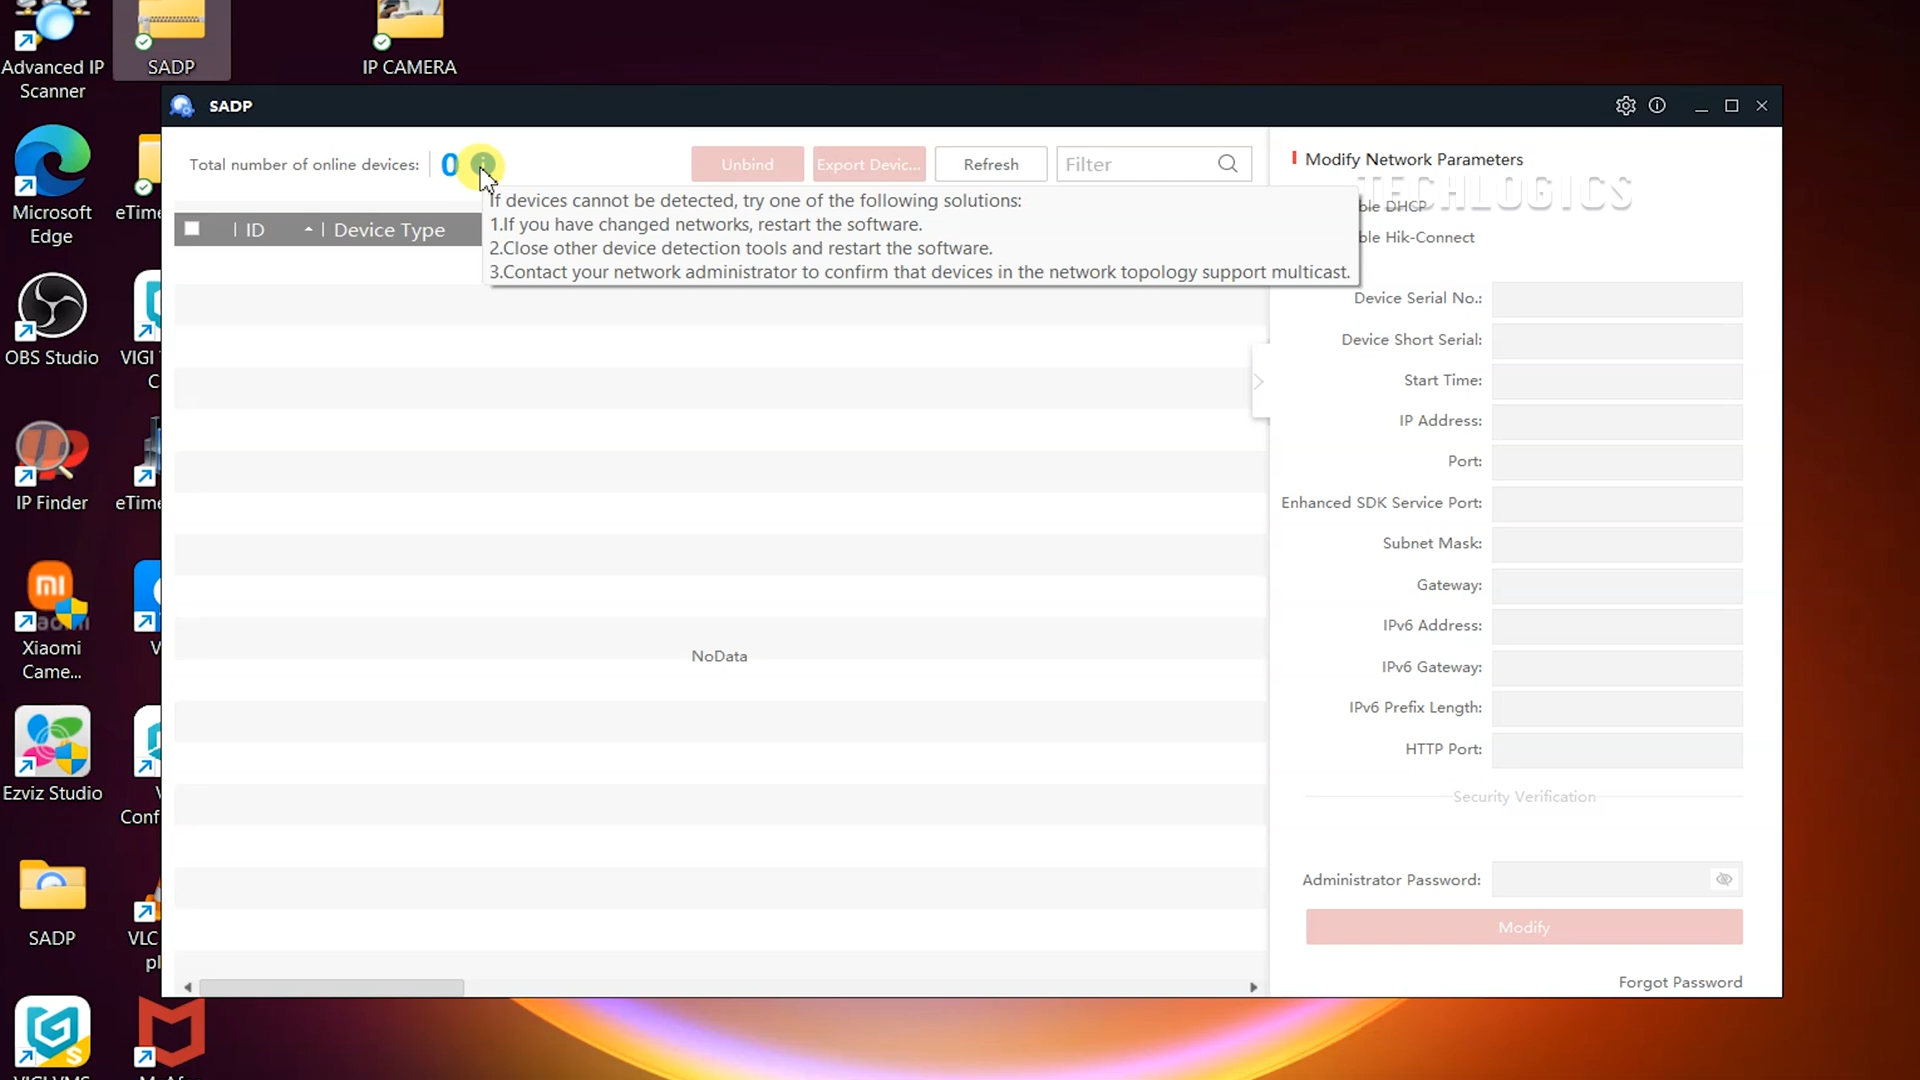 Advanced IP
Scanner
SADP
IP CAMERA
SADP
Total number of online devices:
0
Unbind
Export Devic...
Refresh
Filter
Modify Network Parameters
TECHLOGICS
If devices cannot be detected, try one of the following solutions:
1.If you have changed networks, restart the software.
2.Close other device detection tools and restart the software.
3.Contact your network administrator to confirm that devices in the network topology support multicast.
ble DHCP
ble Hik-Connect
ID
Device Type
Microsoft
Edge
eTime
Device Serial No.:
Device Short Serial:
Start Time:
IP Address:
Port:
Enhanced SDK Service Port:
Subnet Mask:
Gateway:
IPv6 Address:
IPv6 Gateway:
IPv6 Prefix Length:
HTTP Port:
Security Verification
Administrator Password:
Modify
Forgot Password
NoData
OBS Studio
VIGI
C
IP Finder
eTime
mi
Xiaomi
Came...
V
Ezviz Studio
V
Conf
SADP
VLC
pl
VIGI VMS